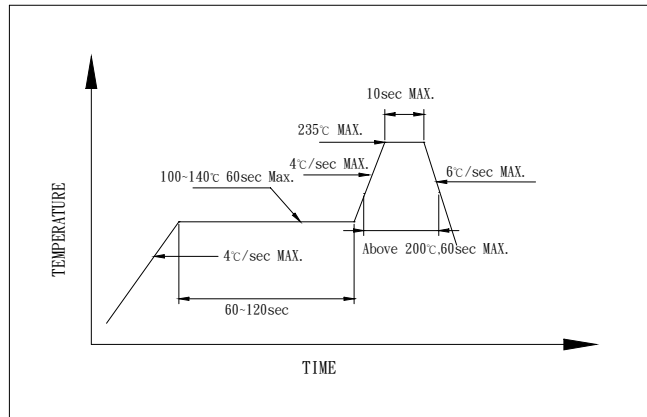 10sec MAX.
235℃ MAX.
4℃/sec MAX.
6℃/sec MAX.
100~140℃ 60sec Max.
Above 200℃,60sec MAX.
4℃/sec MAX.
60~120sec
TEMPERATURE
TIME